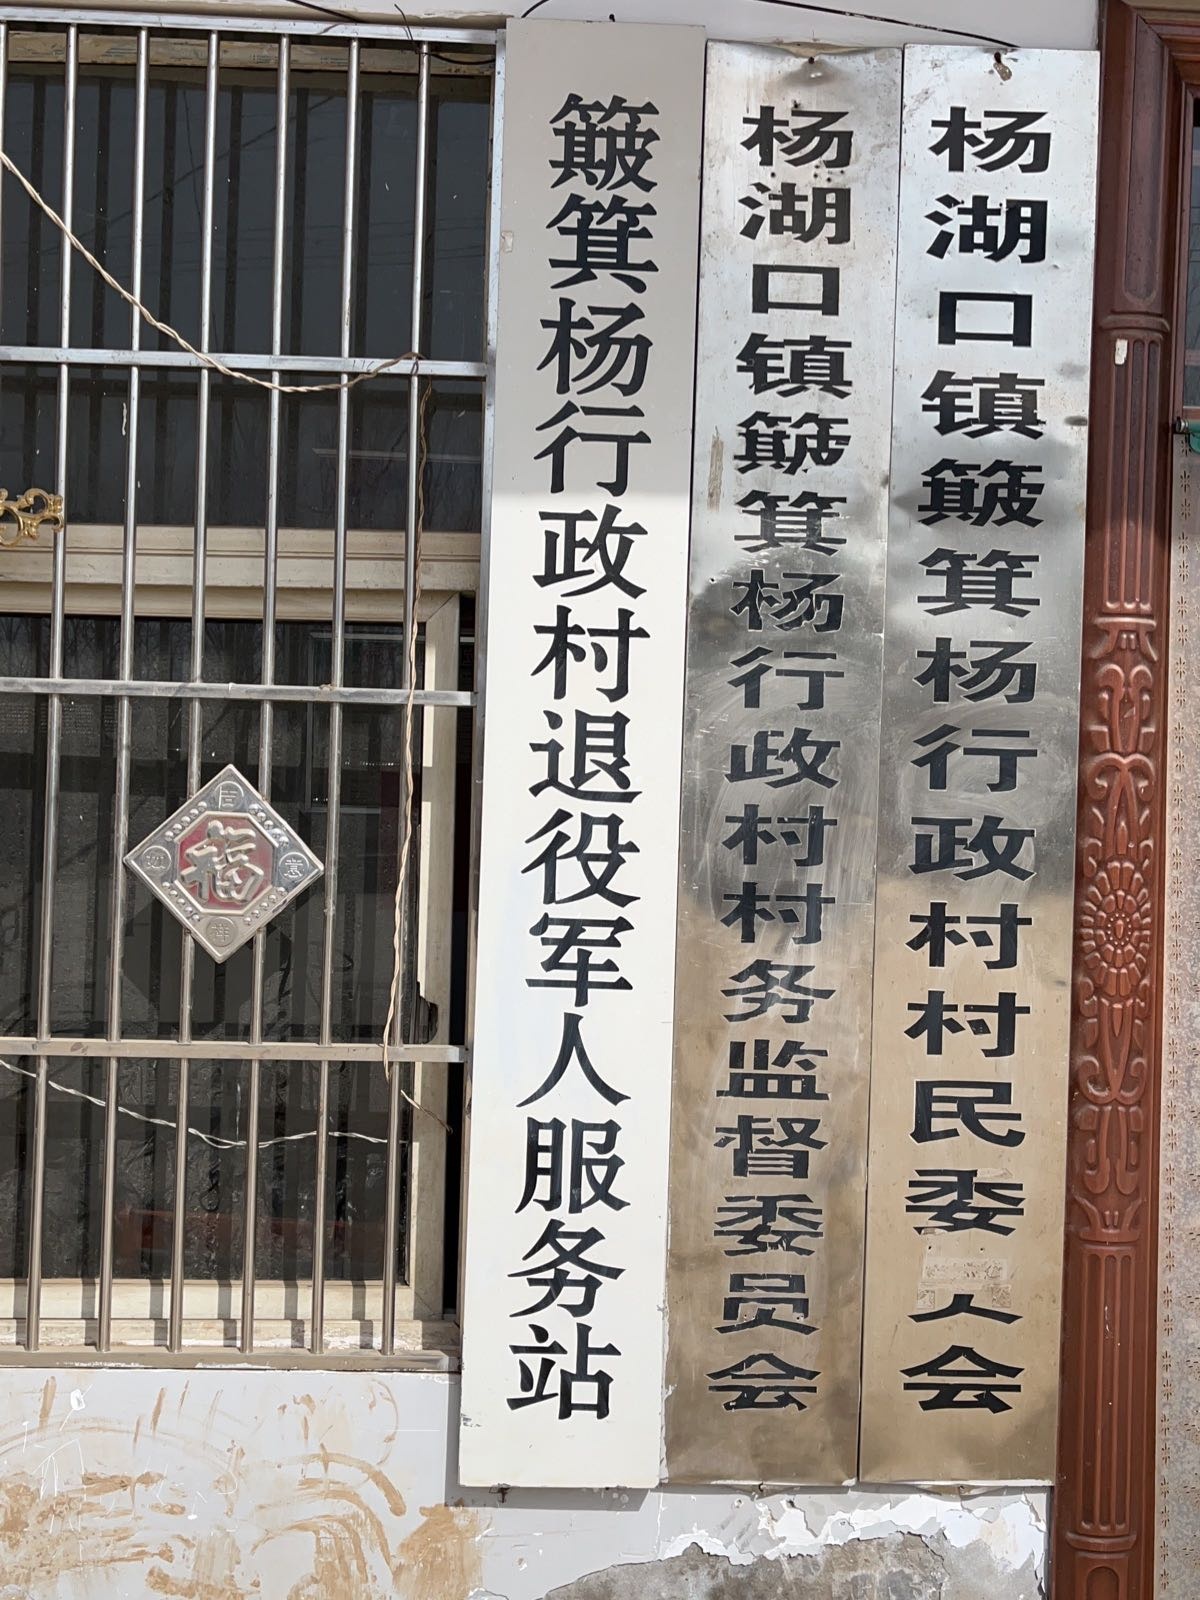 杨湖口镇簸箕杨行政村村民委员会
杨湖口镇簸箕杨行政村村务监督委员会
簸箕杨行政村退役军人服务站
福